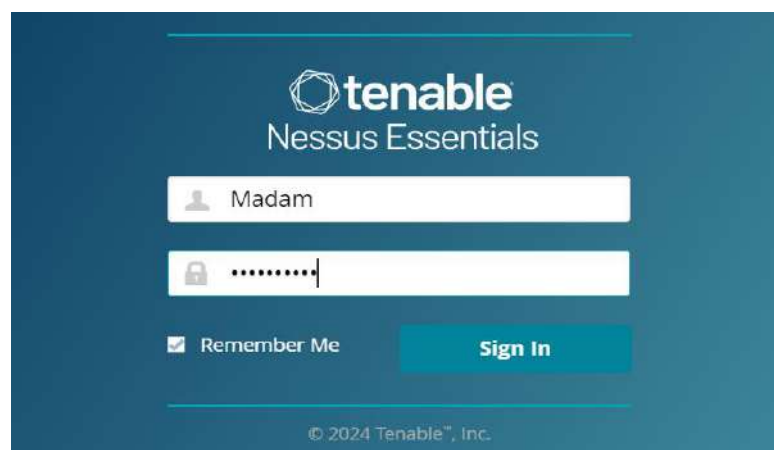 tenable
Nessus Essentials
Madam
••••••••••
Remember Me
Sign In
© 2024 Tenable™, Inc.